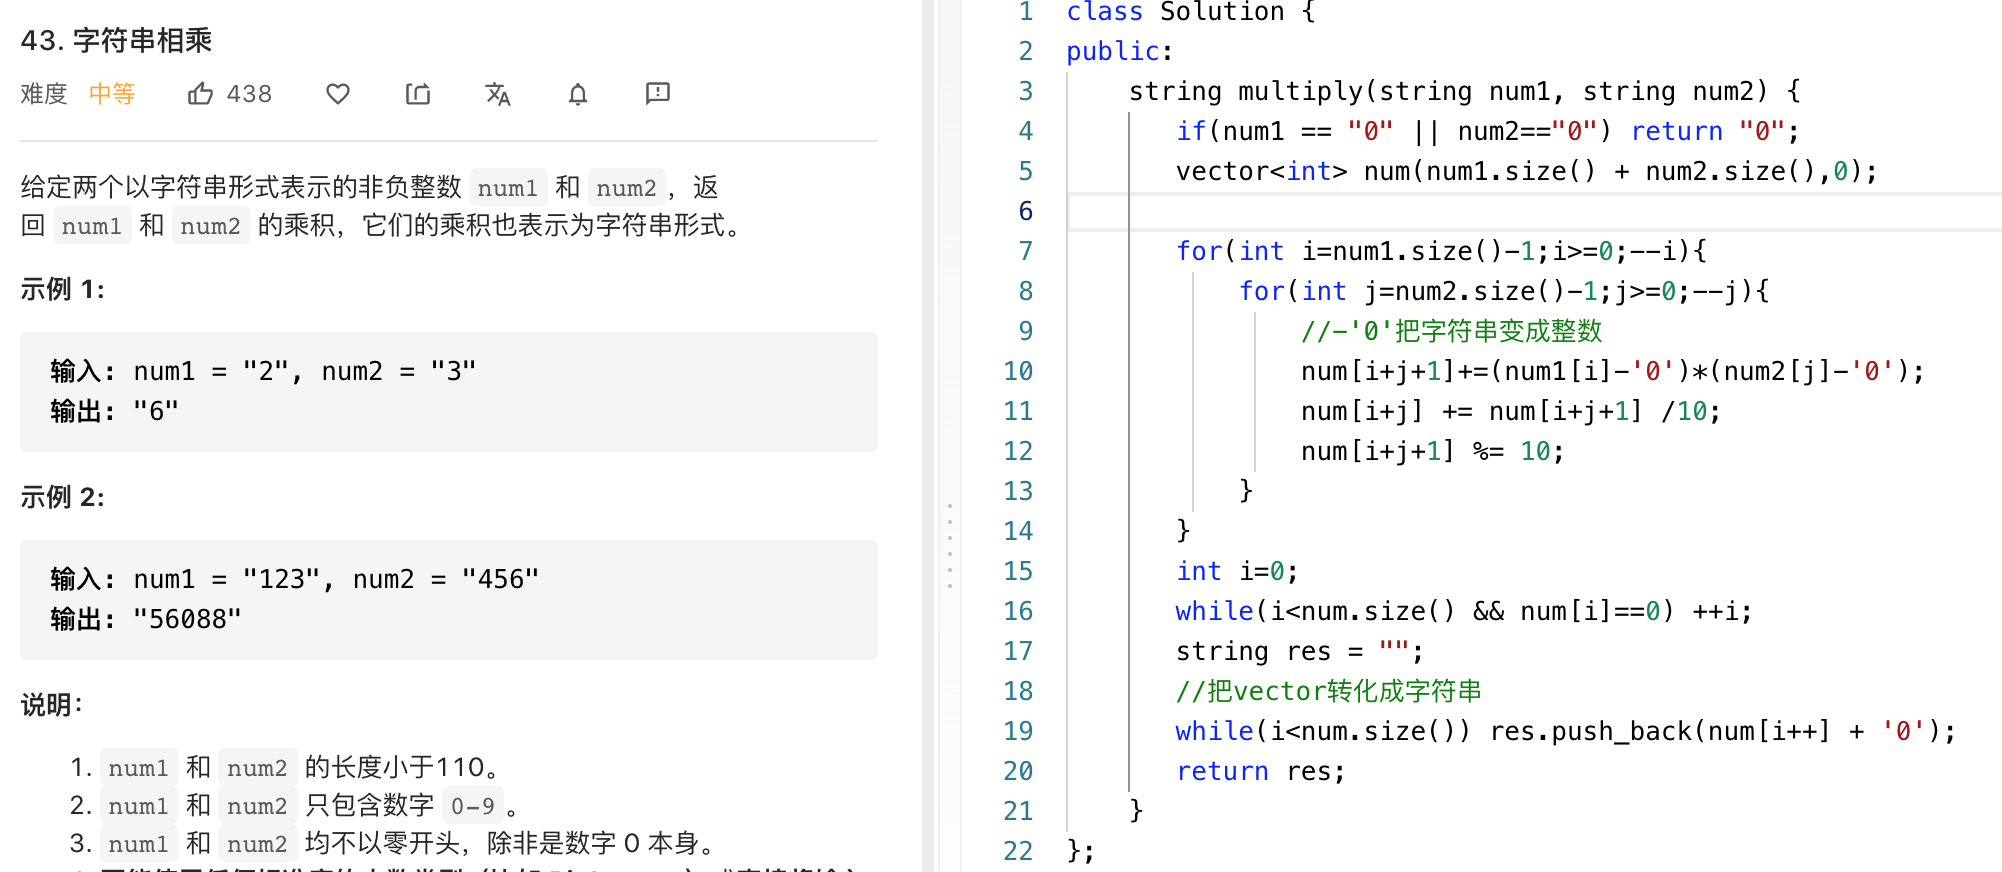 43. 字符串相乘
难度 中等 438
给定两个以字符串形式表示的非负整数 num1 和 num2，返
回 num1 和 num2 的乘积，它们的乘积也表示为字符串形式。
示例 1:
输入: num1 = "2", num2 = "3"
输出: "6"
示例 2:
输入: num1 = "123", num2 = "456"
输出: "56088"
说明：
1. num1 和 num2 的长度小于110。
2. num1 和 num2 只包含数字 0-9 。
3. num1 和 num2 均不以零开头，除非是数字 0 本身。
1 class Solution {
2 public:
3 string multiply(string num1, string num2) {
4 if(num1 == "0" || num2=="0") return "0";
5 vector<int> num(num1.size() + num2.size(),0);
6
7 for(int i=num1.size()-1;i>=0;--i){
8 for(int j=num2.size()-1;j>=0;--j){
9 //-'0'把字符串变成整数
10 num[i+j+1]+=(num1[i]-'0')*(num2[j]-'0');
11 num[i+j] += num[i+j+1] /10;
12 num[i+j+1] %= 10;
13 }
14 }
15 int i=0;
16 while(i<num.size() && num[i]==0) ++i;
17 string res = "";
18 //把vector转化成字符串
19 while(i<num.size()) res.push_back(num[i++] + '0');
20 return res;
21 }
22 };